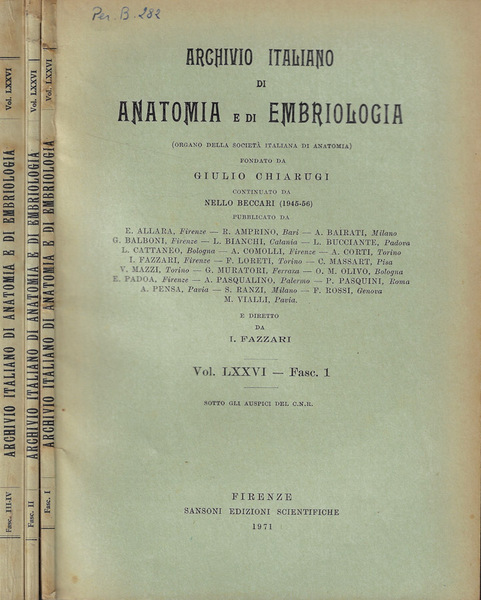 Per. B. 282
ARCHIVIO ITALIANO
DI
ANATOMIA E DI EMBRIOLOGIA
(ORGANO DELLA SOCIETÀ ITALIANA DI ANATOMIA)
FONDATO DA
GIULIO CHIARUGI
CONTINUATO DA
NELLO BECCARI (1945-56)
PUBBLICATO DA
E. ALLARA, Firenze — R. AMPRINO, Bari — A. BAIRATI, Milano
G. BALBONI, Firenze — L. BIANCHI, Catania — L. BUCCIANTE, Padova
L. CATTANEO, Bologna — A. COMOLLI, Firenze — A. CORTI, Torino
I. FAZZARI, Firenze — F. LORETI, Torino — C. MASSART, Pisa
V. MAZZI, Torino — G. MURATORI, Ferrara — O. M. OLIVO, Bologna
E. PADOA, Firenze — A. PASQUALINO, Palermo — P. PASQUINI, Roma
A. PENSA, Pavia — S. RANZI, Milano — F. ROSSI, Genova
M. VIALLI, Pavia.
E DIRETTO
DA
I. FAZZARI
Vol. LXXVI — Fasc. 1
SOTTO GLI AUSPICI DEL C.N.R.
FIRENZE
SANSONI EDIZIONI SCIENTIFICHE
1971
Fasc. III-IV ARCHIVIO ITALIANO DI ANATOMIA E DI EMBRIOLOGIA Vol. LXXVI
Fasc. II ARCHIVIO ITALIANO DI ANATOMIA E DI EMBRIOLOGIA Vol. LXXVI
Fasc. I ARCHIVIO ITALIANO DI ANATOMIA E DI EMBRIOLOGIA Vol. LXXVI